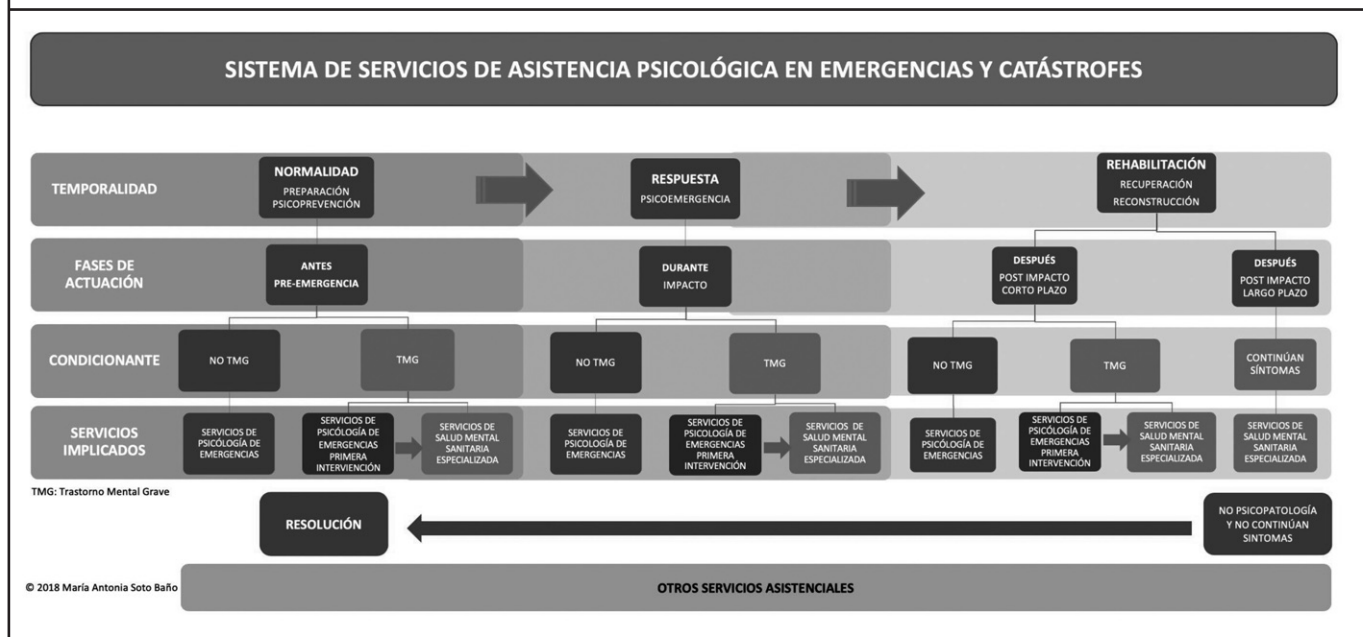 SISTEMA DE SERVICIOS DE ASISTENCIA PSICOLÓGICA EN EMERGENCIAS Y CATÁSTROFES
TEMPORALIDAD
NORMALIDAD
PREPARACIÓN
PSICOPREVENCIÓN
RESPUESTA
PSICOEMERGENCIA
REHABILITACIÓN
RECUPERACIÓN
RECONSTRUCCIÓN
FASES DE
ACTUACIÓN
ANTES
PRE-EMERGENCIA
DURANTE
IMPACTO
DESPUÉS
POST IMPACTO
CORTO PLAZO
DESPUÉS
POST IMPACTO
LARGO PLAZO
CONDICIONANTE
NO TMG
TMG
NO TMG
TMG
NO TMG
TMG
CONTINÚAN
SÍNTOMAS
SERVICIOS
IMPLICADOS
SERVICIOS DE
PSICÓLOGÍA DE
EMERGENCIAS
SERVICIOS DE
PSICÓLOGÍA DE
EMERGENCIAS
PRIMERA
INTERVENCIÓN
SERVICIOS DE
SALUD MENTAL
SANITARIA
ESPECIALIZADA
SERVICIOS DE
PSICOLOGÍA DE
EMERGENCIAS
SERVICIOS DE
PSICOLOGÍA DE
EMERGENCIAS
PRIMERA
INTERVENCIÓN
SERVICIOS DE
SALUD MENTAL
SANITARIA
ESPECIALIZADA
SERVICIOS DE
PSICÓLOGÍA DE
EMERGENCIAS
SERVICIOS DE
PSICÓLOGÍA DE
EMERGENCIAS
PRIMERA
INTERVENCIÓN
SERVICIOS DE
SALUD MENTAL
SANITARIA
ESPECIALIZADA
SERVICIOS DE
SALUD MENTAL
SANITARIA
ESPECIALIZADA
TMG: Trastorno Mental Grave
RESOLUCIÓN
NO PSICOPATOLOGÍA
Y NO CONTINÚAN
SINTOMAS
© 2018 María Antonia Soto Baño
OTROS SERVICIOS ASISTENCIALES